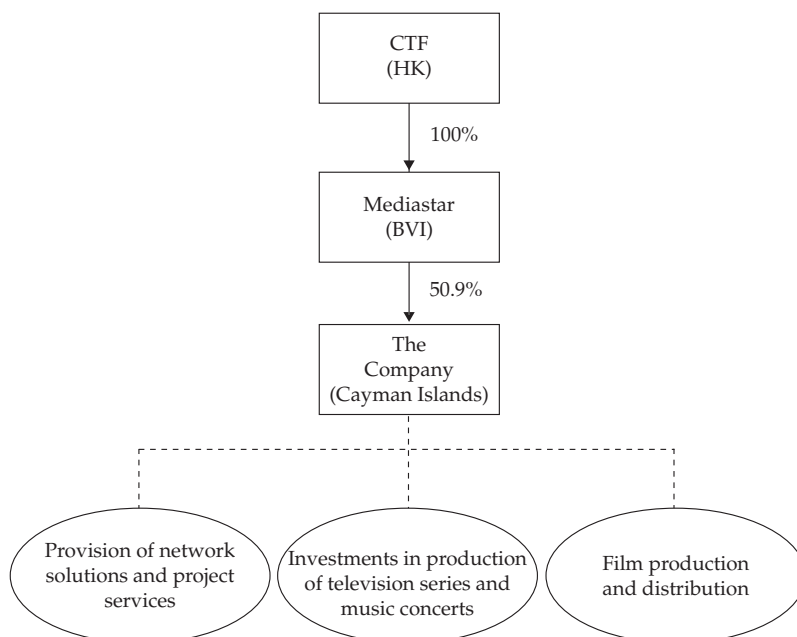 CTF
(HK)
100%
Mediastar
(BVI)
50.9%
The
Company
(Cayman Islands)
Provision of network
solutions and project
services
Investments in production
of television series and
music concerts
Film production
and distribution